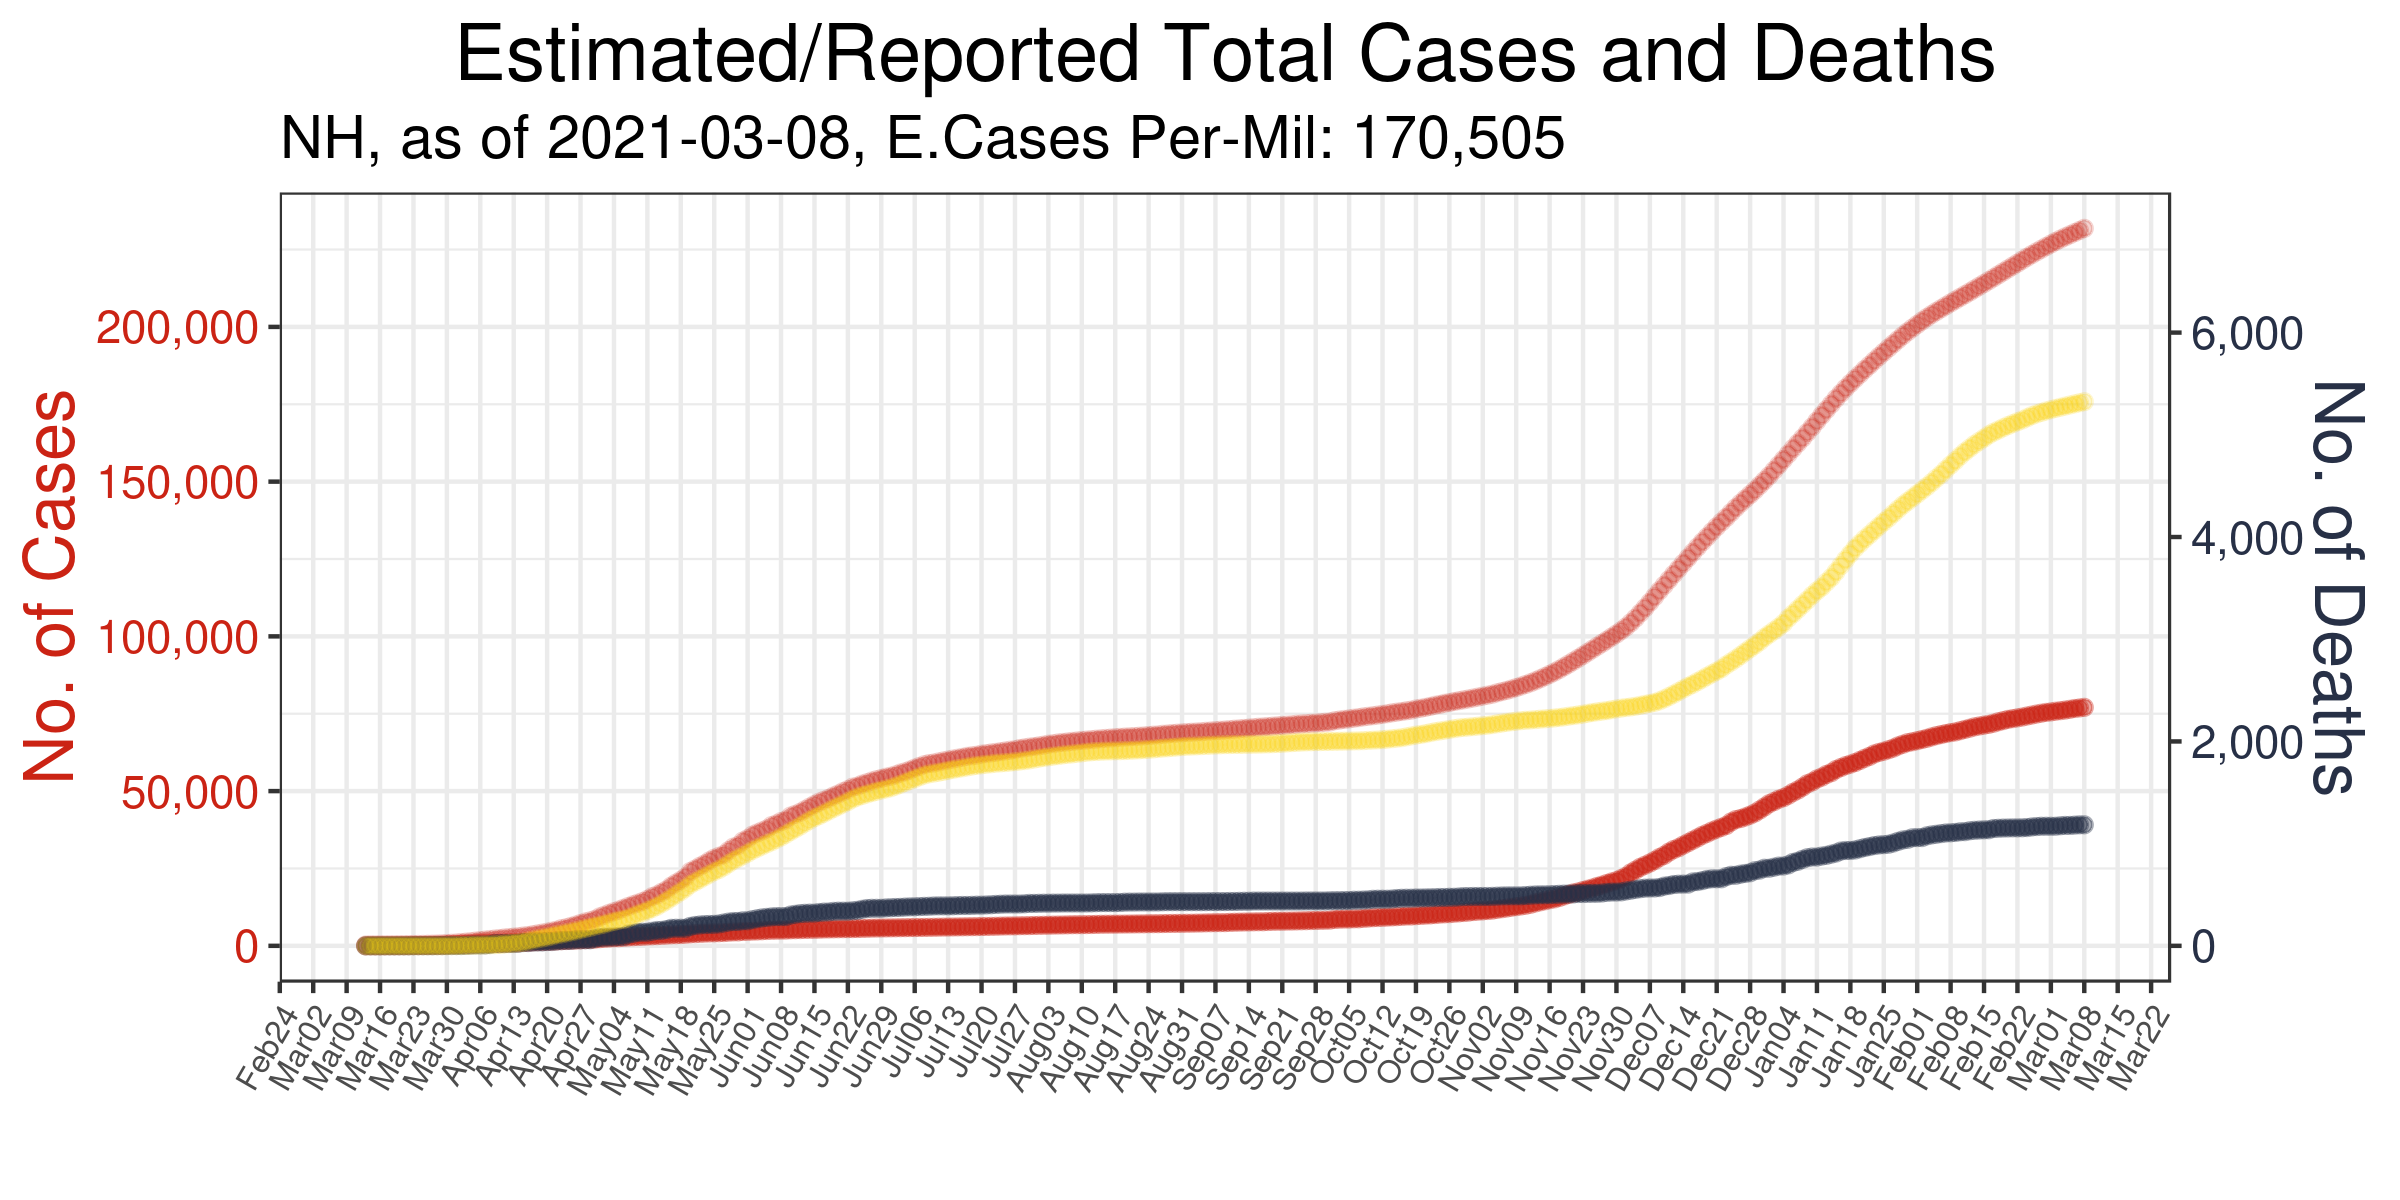 Estimated/Reported Total Cases and Deaths
NH, as of 2021-03-08, E.Cases Per-Mil: 170,505
No. of Cases
200,000
150,000
100,000
50,000
0
6,000
4,000
2,000
0
No. of Deaths
Feb24
Mar02
Mar09
Mar16
Mar23
Mar30
Apr06
Apr13
Apr20
Apr27
May04
May11
May18
May25
Jun01
Jun08
Jun15
Jun22
Jun29
Jul06
Jul13
Jul20
Jul27
Aug03
Aug10
Aug17
Aug24
Aug31
Sep07
Sep14
Sep21
Sep28
Oct05
Oct12
Oct19
Oct26
Nov02
Nov09
Nov16
Nov23
Nov30
Dec07
Dec14
Dec21
Dec28
Jan04
Jan11
Jan18
Jan25
Feb01
Feb08
Feb15
Feb22
Mar01
Mar08
Mar15
Mar22